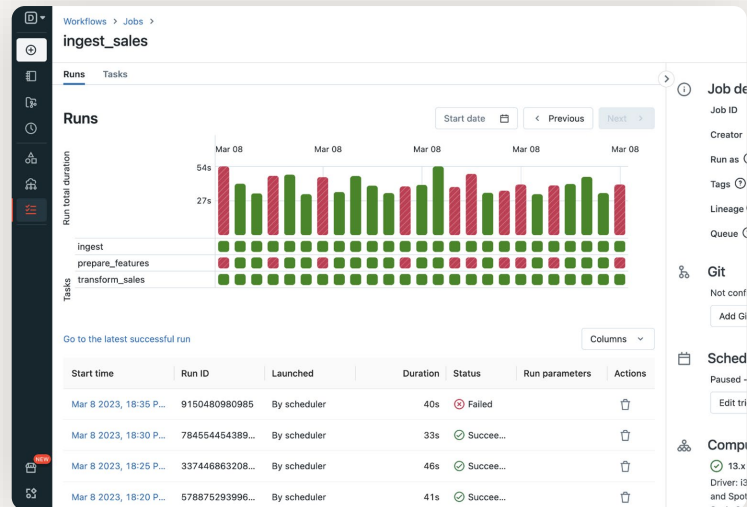 D
Workflows > Jobs >
ingest_sales
Runs Tasks
Runs
Start date
< Previous
Next >
Mar 08 Mar 08 Mar 08 Mar 08 Mar 08
Run total duration
54s
27s
Tasks
ingest
prepare_features
transform_sales
Go to the latest successful run
Columns
Start time Run ID Launched Duration Status Run parameters Actions
Mar 8 2023, 18:35 P... 9150480980985 By scheduler 40s Failed
Mar 8 2023, 18:30 P... 784554454389... By scheduler 33s Succee...
Mar 8 2023, 18:25 P... 337446863208... By scheduler 46s Succee...
Mar 8 2023, 18:20 P... 578875293996... By scheduler 41s Succee...
NEW
Job de
Job ID
Creator
Run as
Tags
Lineage
Queue
Git
Not conf
Add Gi
Sched
Paused -
Edit tri
Compu
13.x
Driver: i3
and Spot